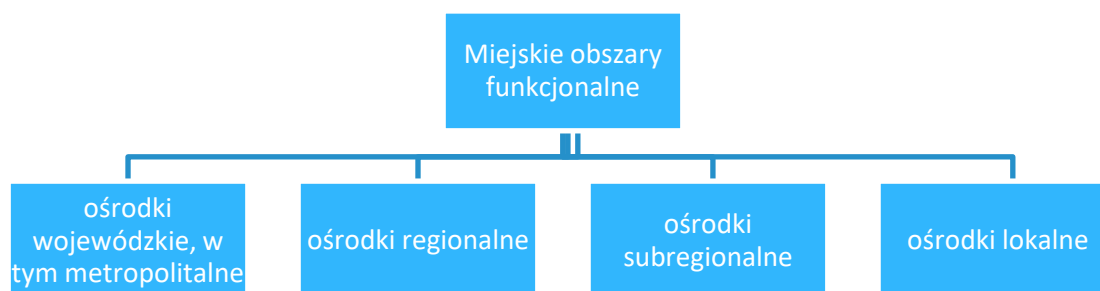 Miejskie obszary
funkcjonalne
ośrodki
wojewódzkie, w
tym metropolitalne
ośrodki regionalne
ośrodki
subregionalne
ośrodki lokalne